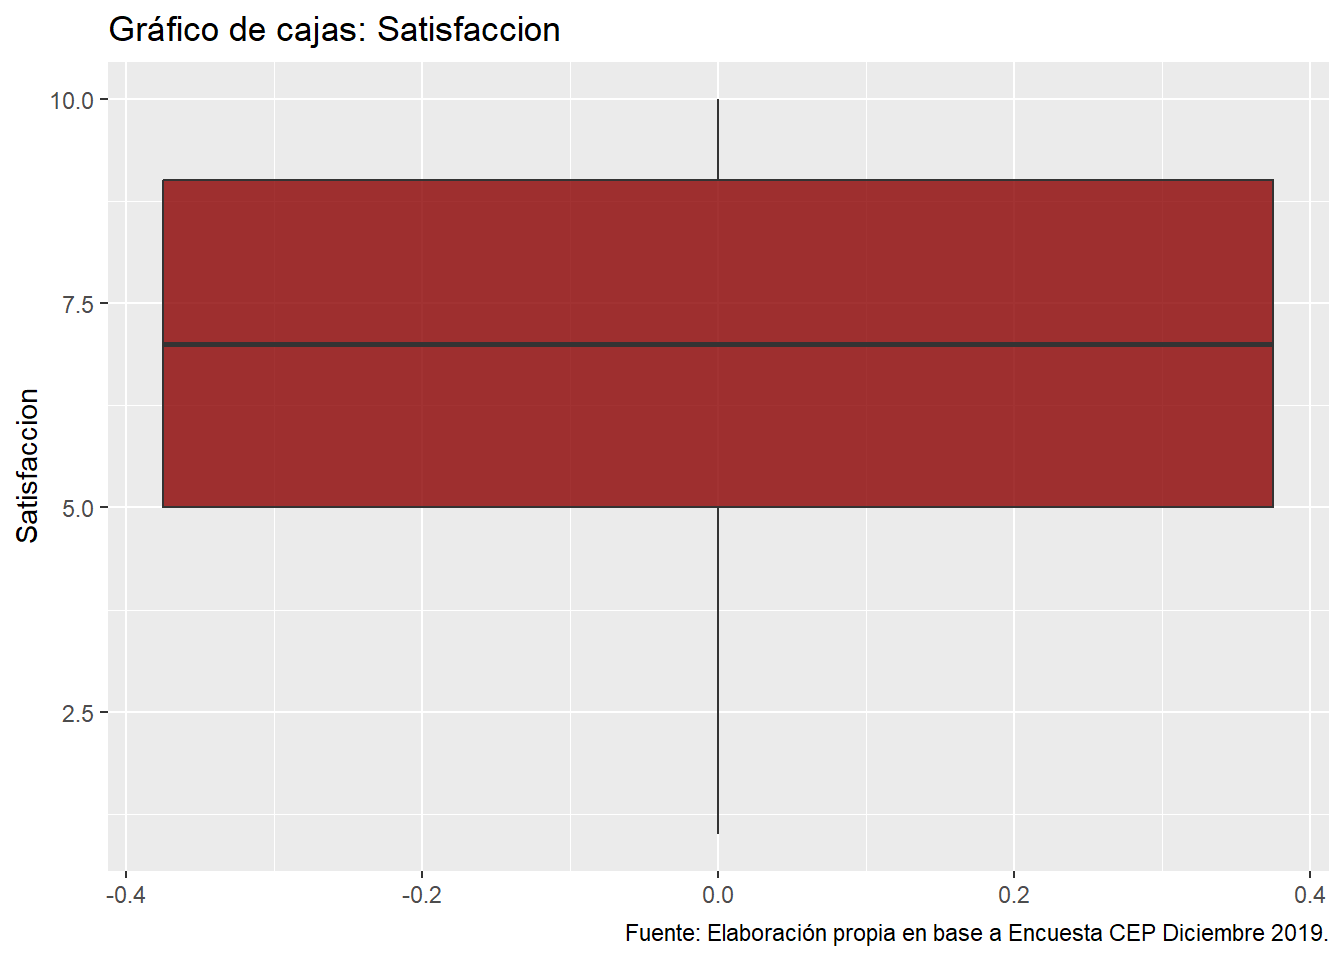 Gráfico de cajas: Satisfaccion
10.0
7.5
5.0
2.5
Satisfaccion
-0.4 -0.2 0.0 0.2 0.4
Fuente: Elaboración propia en base a Encuesta CEP Diciembre 2019.